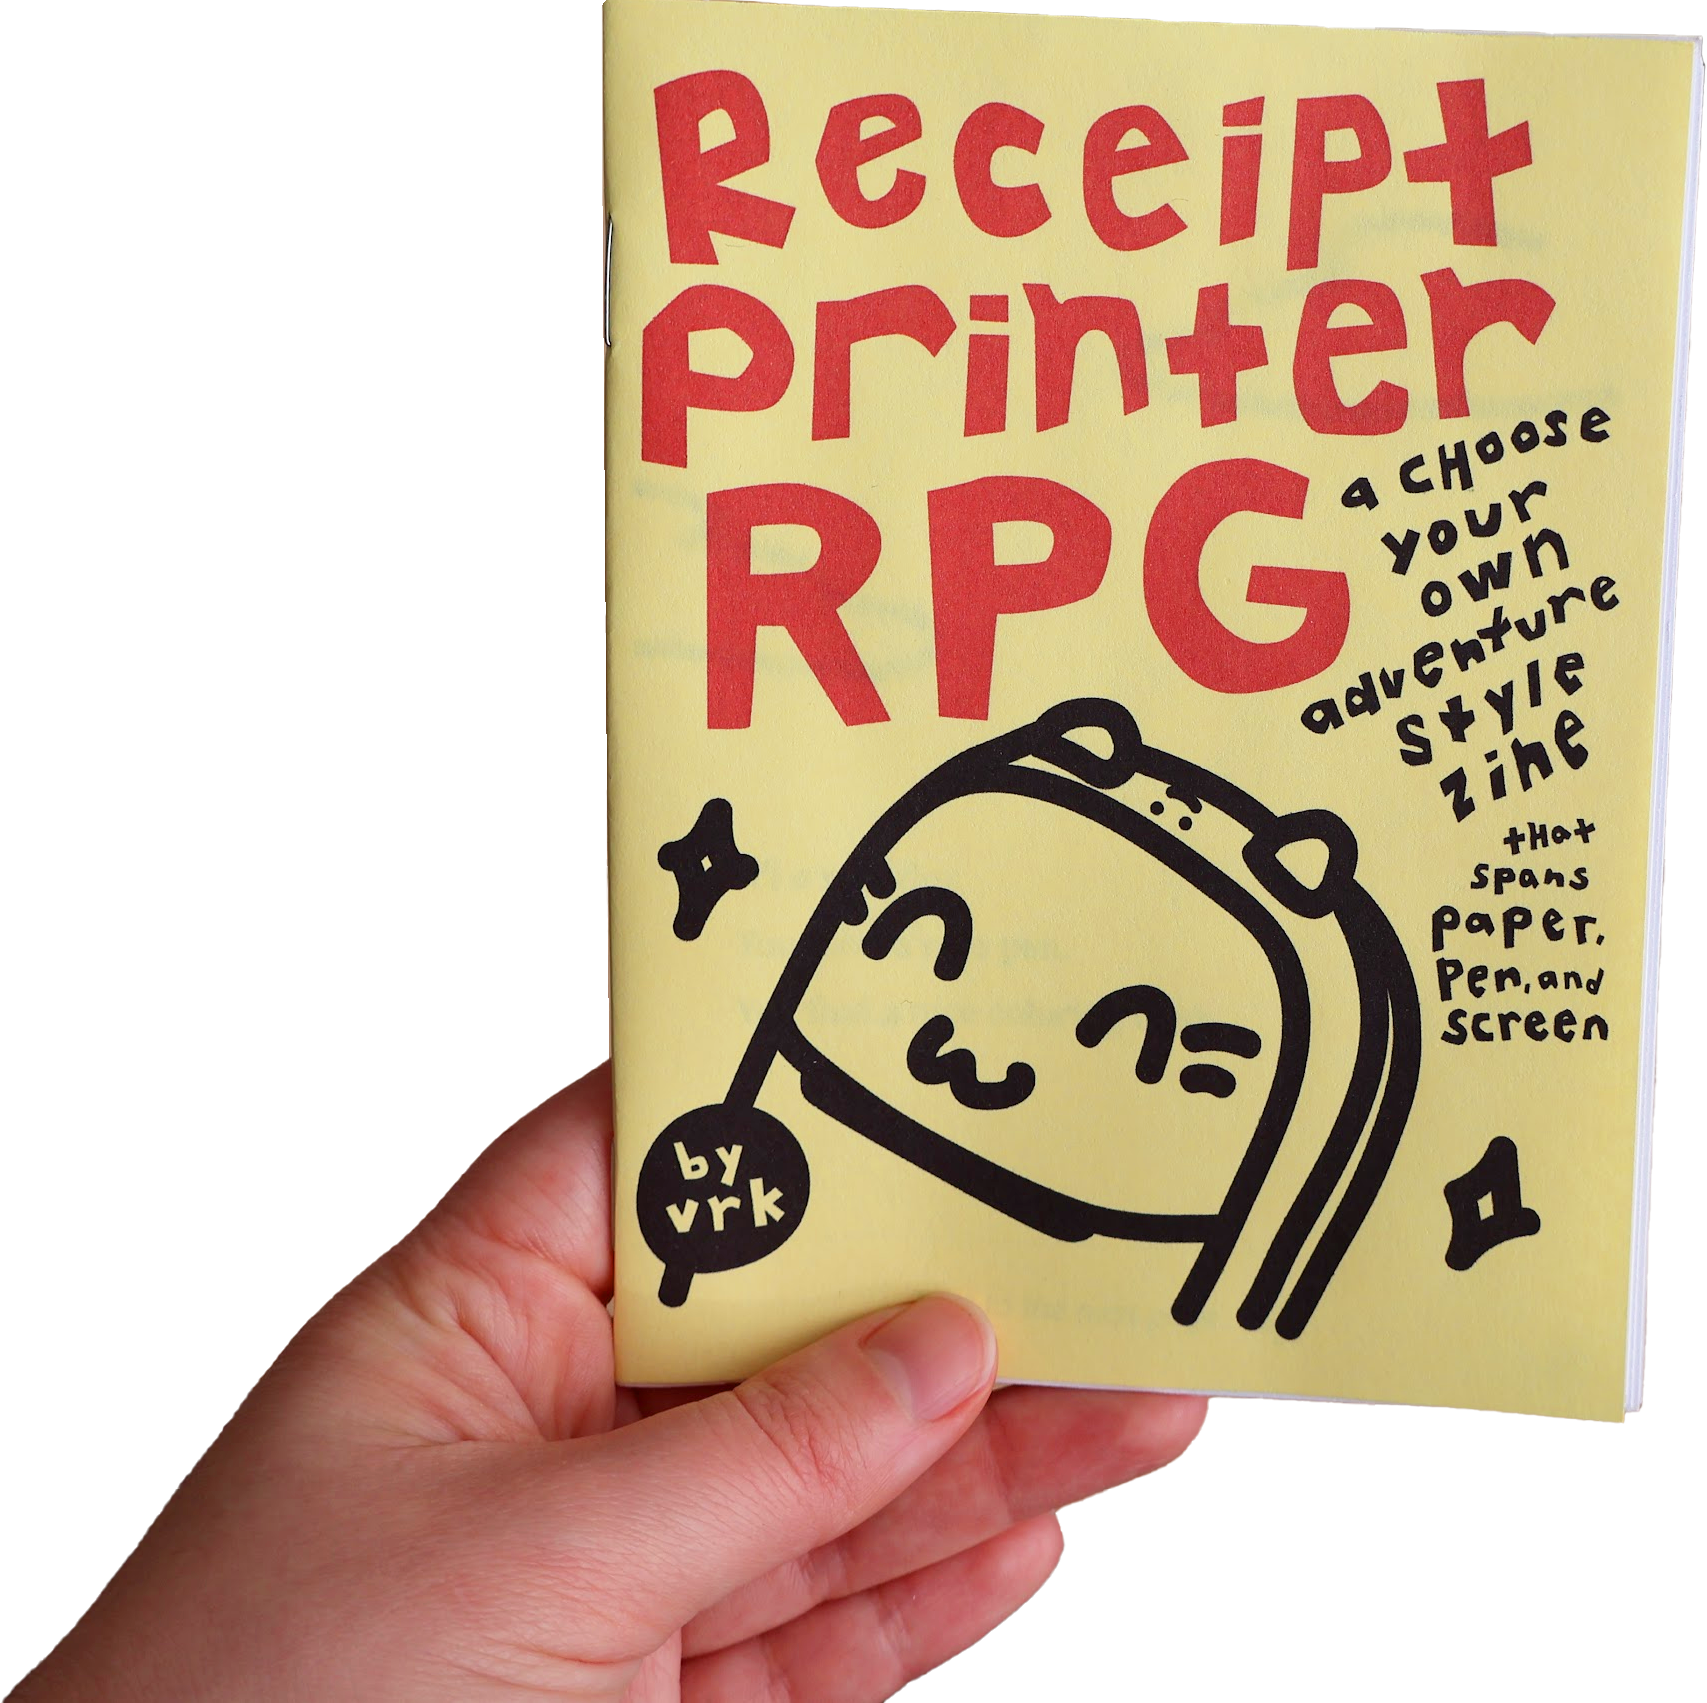 Receipt
printer
RPG
a CHoose
your
own
adventure
style
zine
tHat
spans
paper,
Pen, and
screen
by
vrk